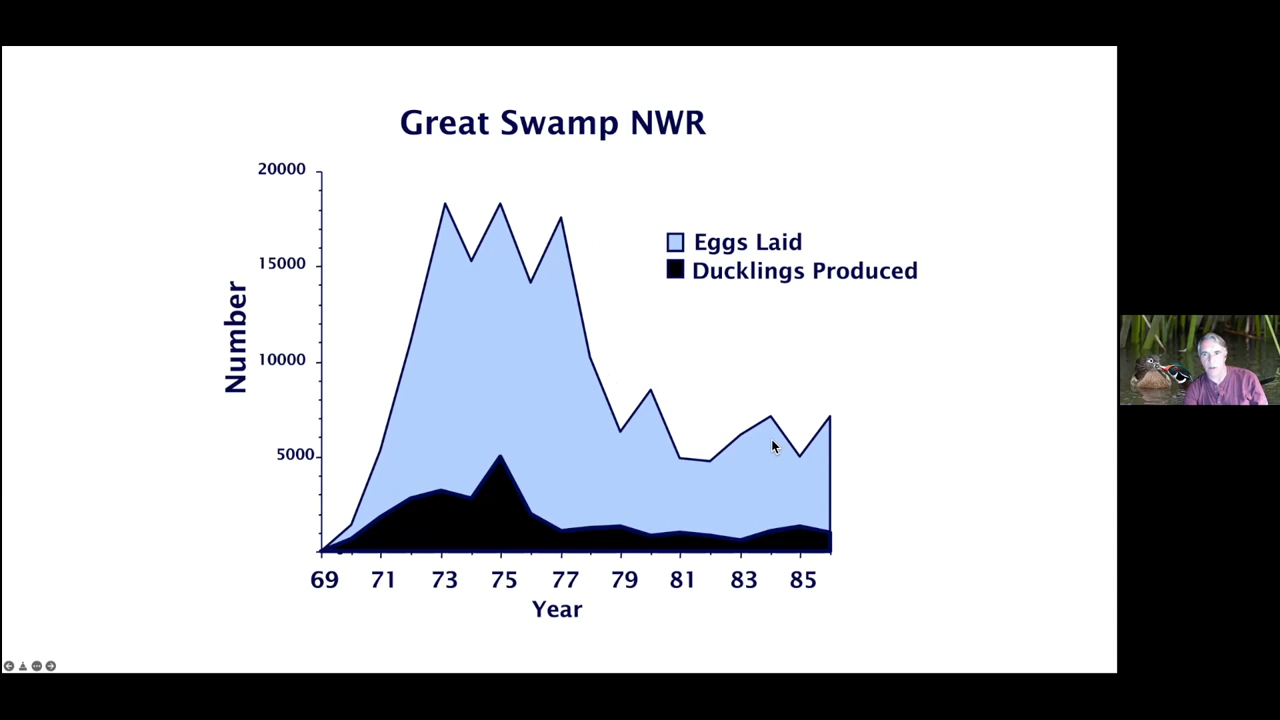 Great Swamp NWR
20000
15000
10000
5000
Number
Eggs Laid
Ducklings Produced
69 71 73 75 77 79 81 83 85
Year